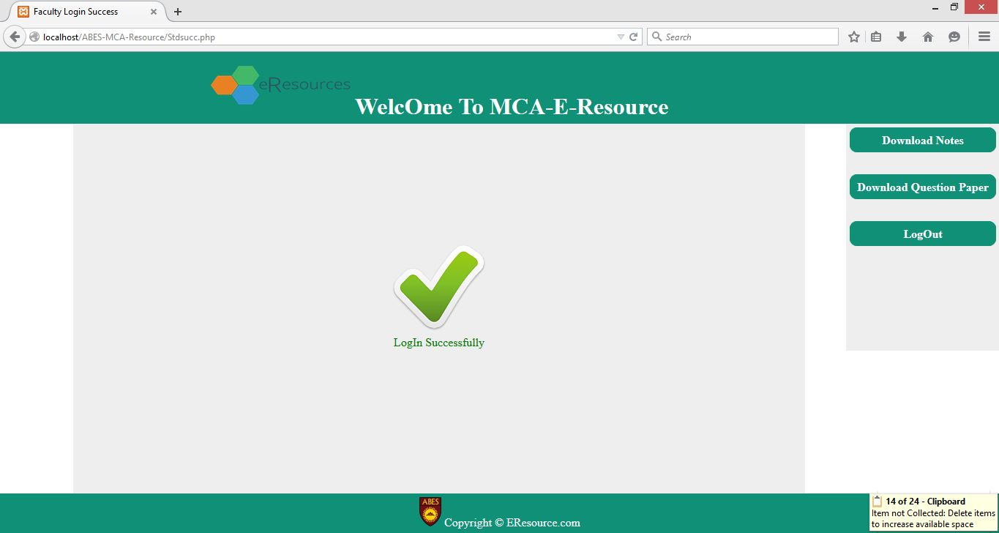 Faculty Login Success
localhost/ABES-MCA-Resource/Stdsucc.php
Search
eResources
WelcOme To MCA-E-Resource
Download Notes
Download Question Paper
LogOut
LogIn Successfully
ABES
Copyright © EResource.com
14 of 24 - Clipboard
Item not Collected: Delete items
to increase available space